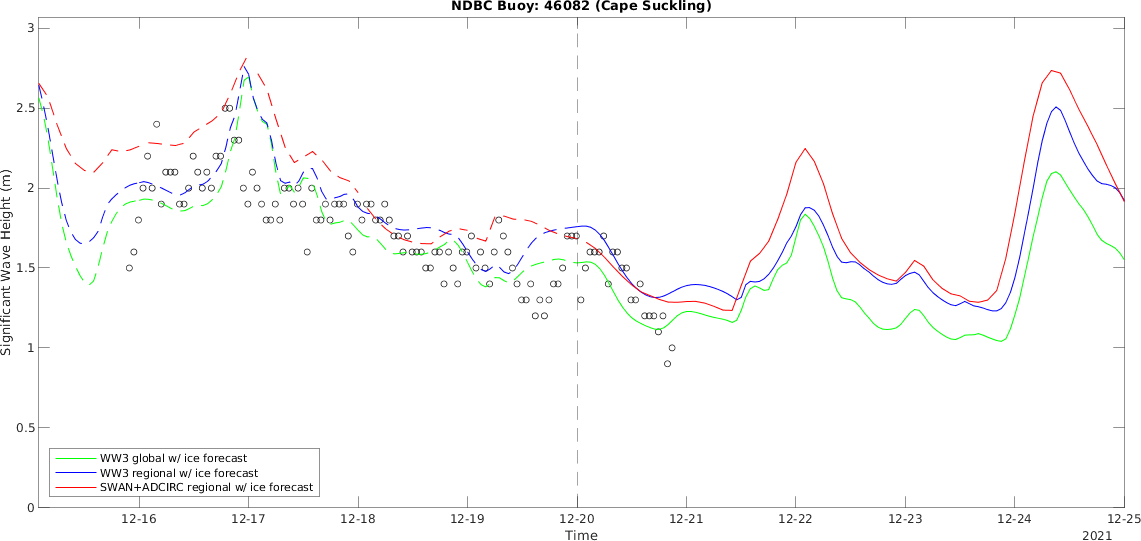 NDBC Buoy: 46082 (Cape Suckling)
Significant Wave Height (m)
3
2.5
2
1.5
1
0.5
0
WW3 global w/ ice forecast
WW3 regional w/ ice forecast
SWAN+ADCIRC regional w/ ice forecast
12-16 12-17 12-18 12-19 12-20 12-21 12-22 12-23 12-24 12-25
Time
2021